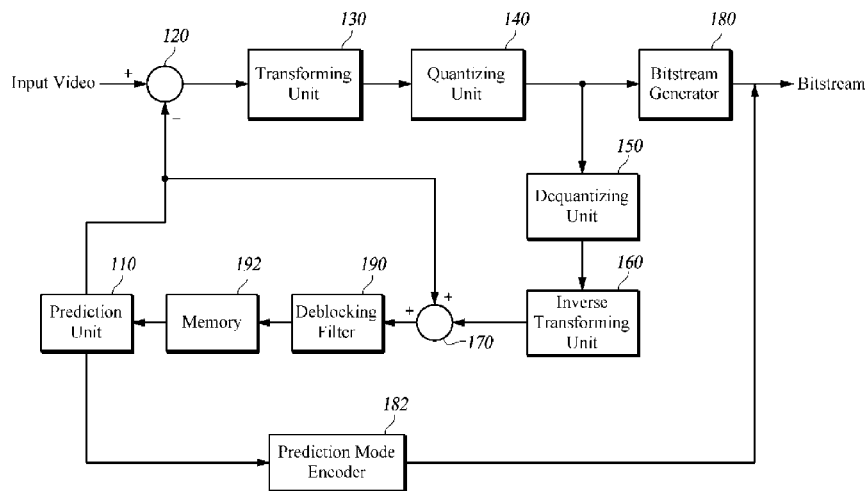 120
130
140
180
Input Video
+
Transforming
Unit
Quantizing
Unit
Bitstream
Generator
Bitstream
−
150
Dequantizing
Unit
110
192
190
160
Prediction
Unit
Memory
Deblocking
Filter
+
+
170
Inverse
Transforming
Unit
182
Prediction Mode
Encoder